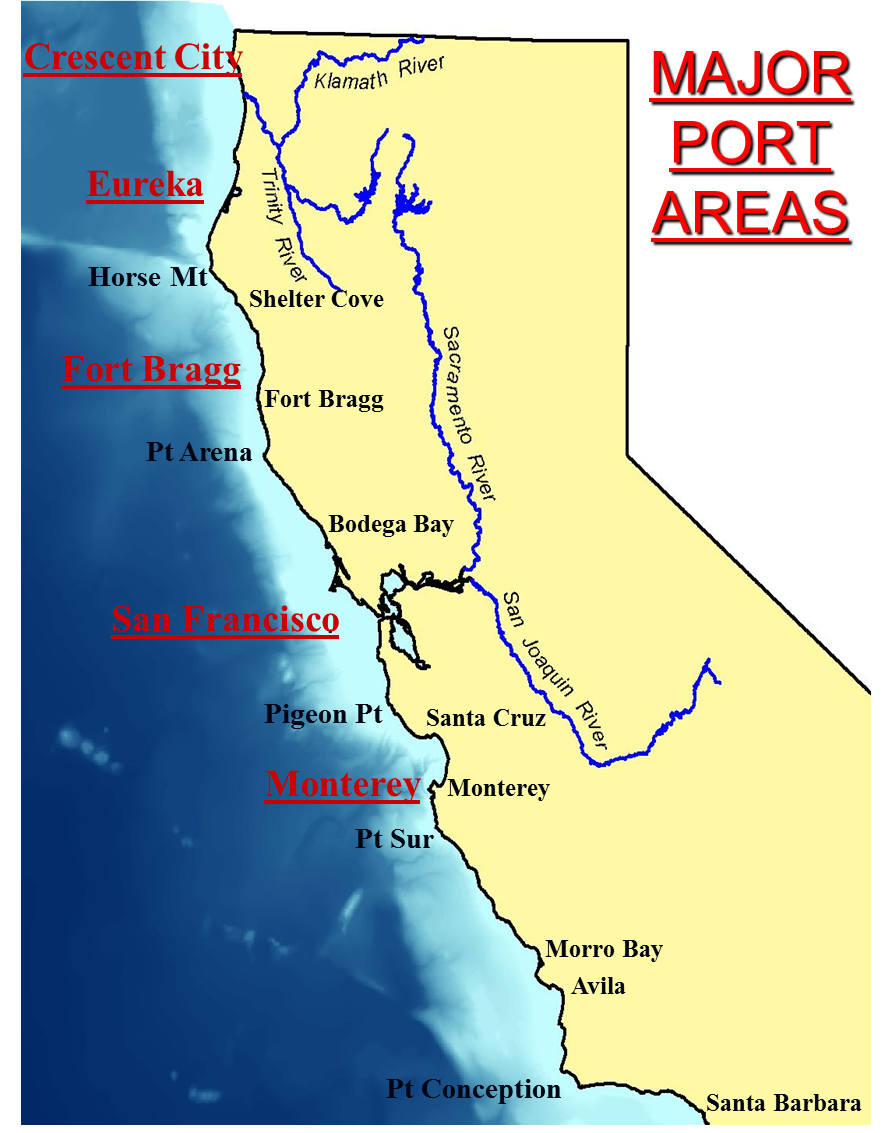 MAJOR
PORT
AREAS
Crescent City
Klamath River
Eureka
Trinity River
Horse Mt
Shelter Cove
Sacramento River
Fort Bragg
Fort Bragg
Pt Arena
Bodega Bay
San Francisco
San Joaquin River
Pigeon Pt
Santa Cruz
Monterey
Monterey
Pt Sur
Morro Bay
Avila
Pt Conception
Santa Barbara